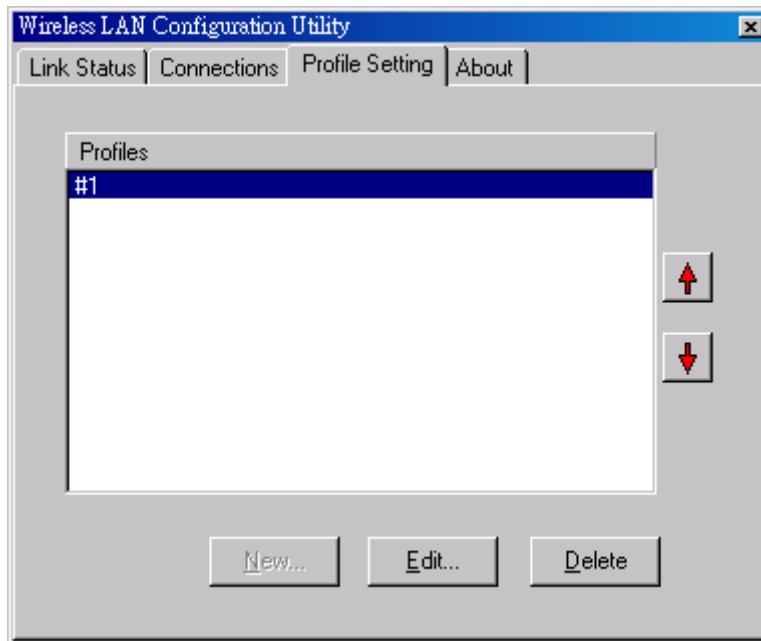 Wireless LAN Configuration Utility
Link Status Connections Profile Setting About
Profiles
#1
New... Edit... Delete